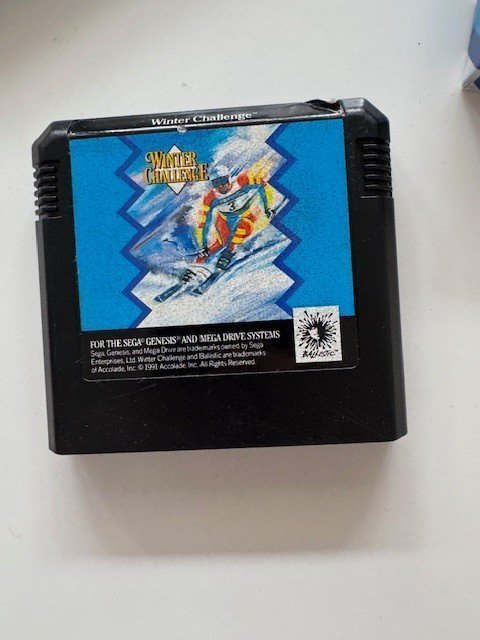 Winter Challenge™
WINTER
CHALLENGE
3
FOR THE SEGA® GENESIS® AND MEGA DRIVE SYSTEMS
Sega, Genesis, and Mega Drive are trademarks owned by Sega
Enterprises, Ltd. Winter Challenge and Ballistic are trademarks
of Accolade, Inc. © 1991 Accolade, Inc. All Rights Reserved.
BALLISTIC